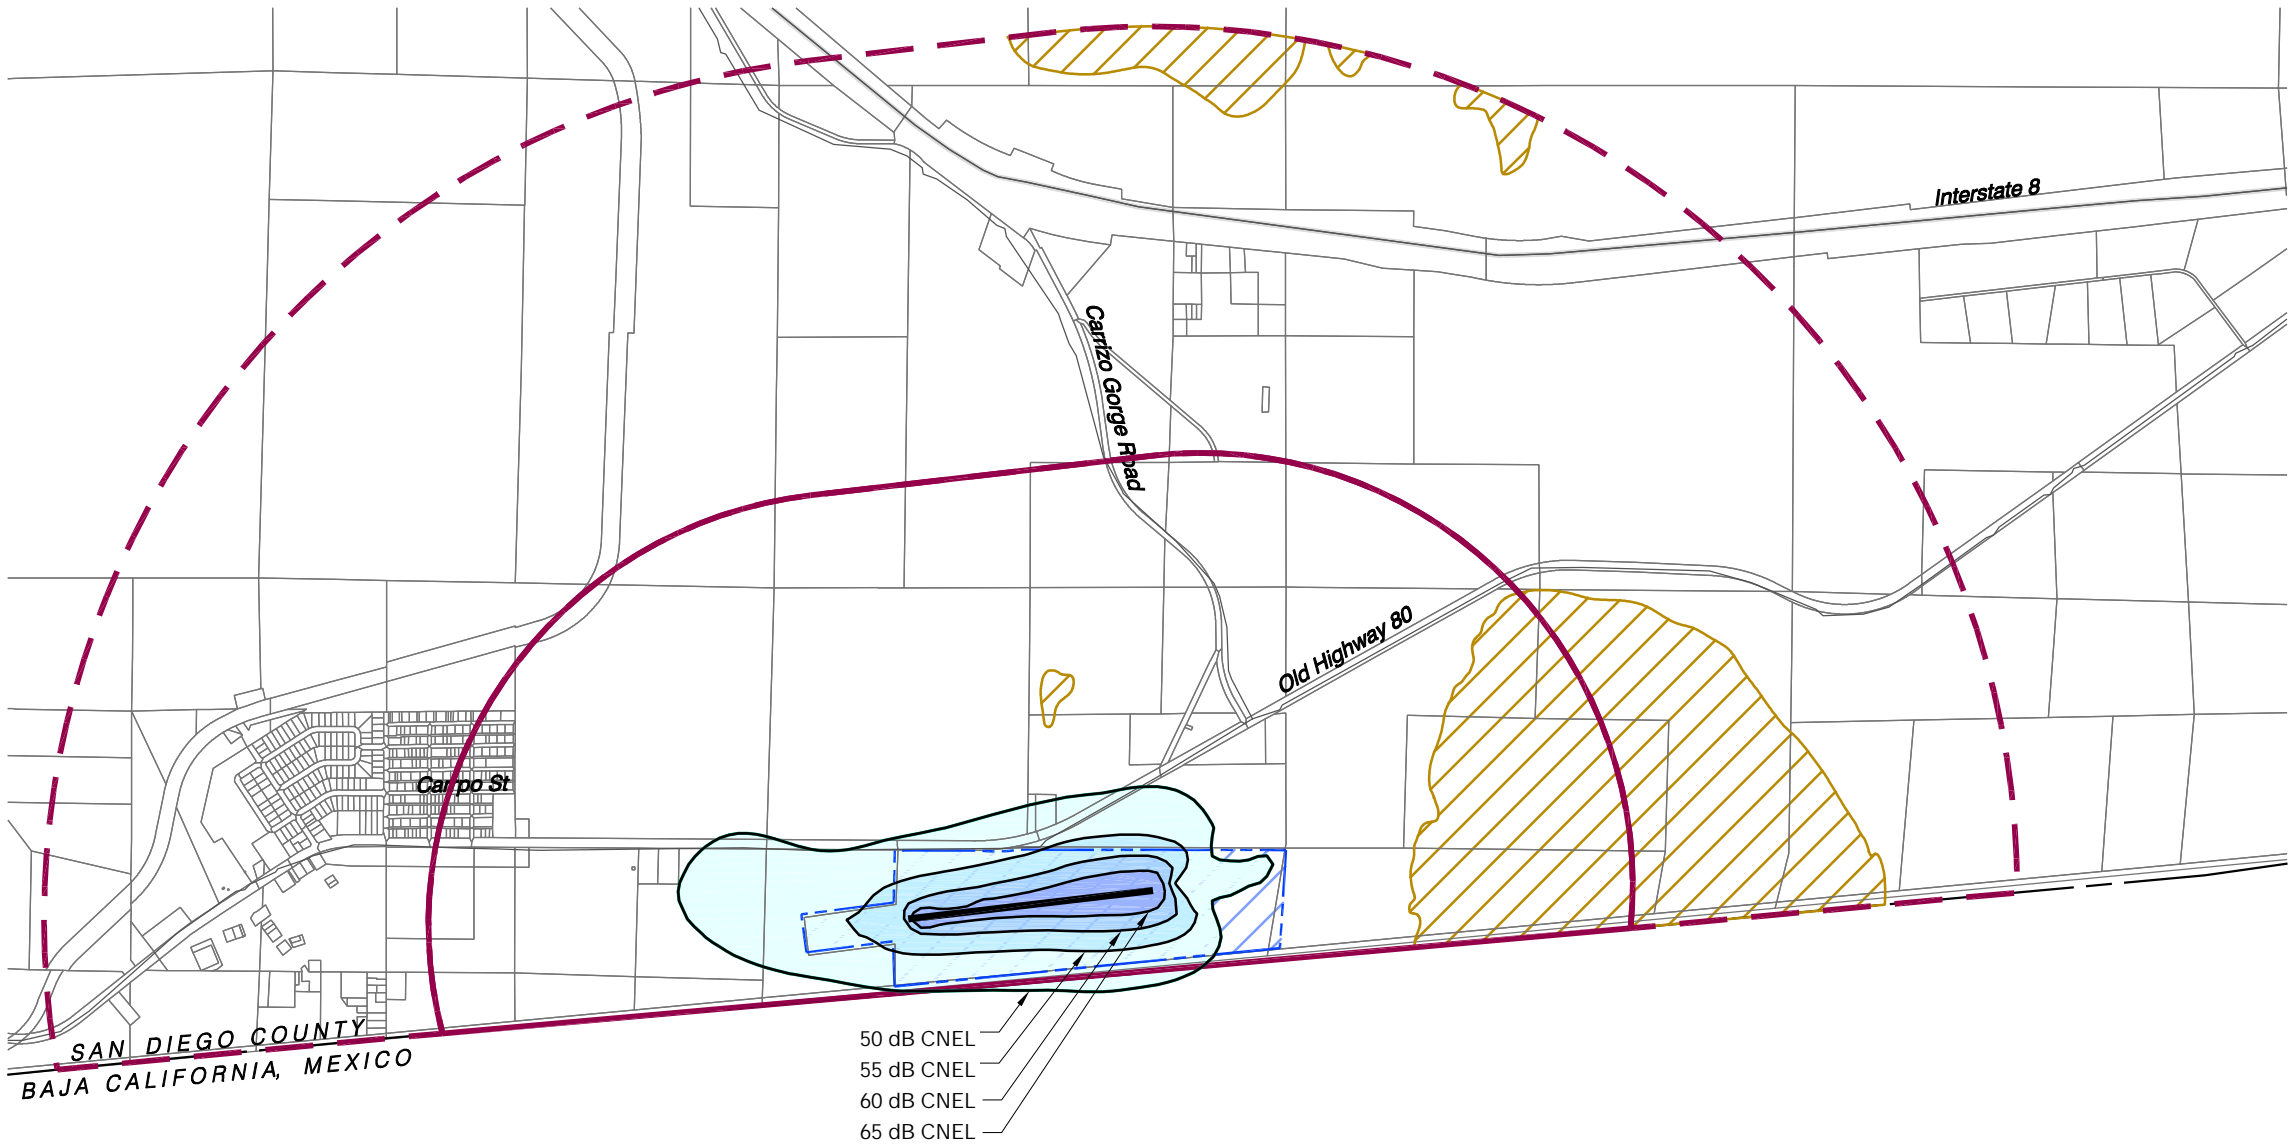 Interstate 8
Carrizo Gorge Road
Old Highway 80
Campo St
SAN DIEGO COUNTY
BAJA CALIFORNIA, MEXICO
50 dB CNEL
55 dB CNEL
60 dB CNEL
65 dB CNEL